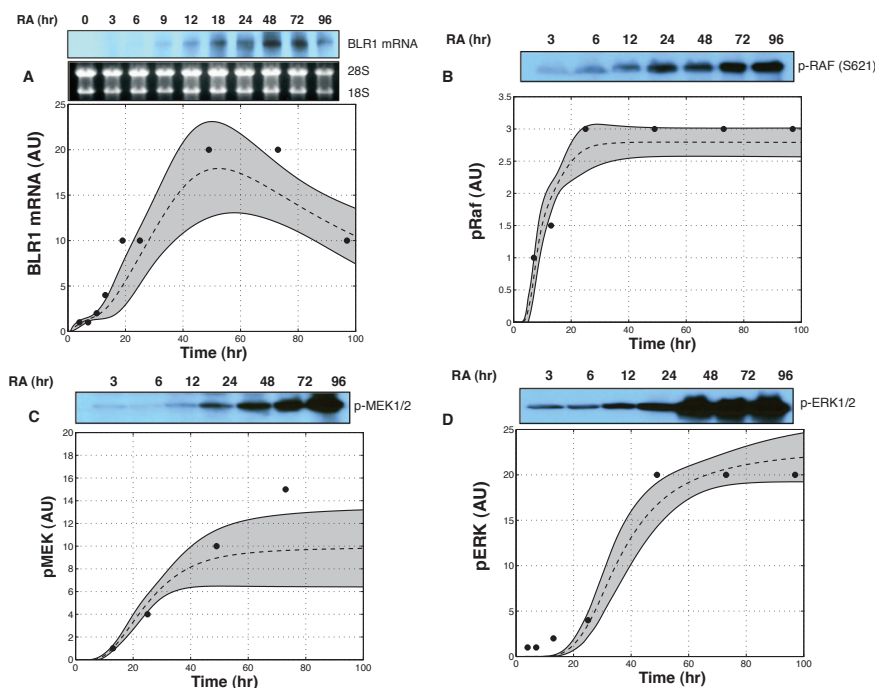 RA (hr) 0 3 6 9 12 18 24 48 72 96
BLR1 mRNA
A
28S
18S
25
20
15
10
5
0
BLR1 mRNA (AU)
0 20 40 60 80 100
Time (hr)
RA (hr) 3 6 12 24 48 72 96
B
p-RAF (S621)
3.5
3
2.5
2
1.5
1
0.5
0
pRaf (AU)
0 20 40 60 80 100
Time (hr)
RA (hr) 3 6 12 24 48 72 96
C
p-MEK1/2
20
18
16
14
12
10
8
6
4
2
0
pMEK (AU)
0 20 40 60 80 100
Time (hr)
RA (hr) 3 6 12 24 48 72 96
D
p-ERK1/2
25
20
15
10
5
0
pERK (AU)
0 20 40 60 80 100
Time (hr)